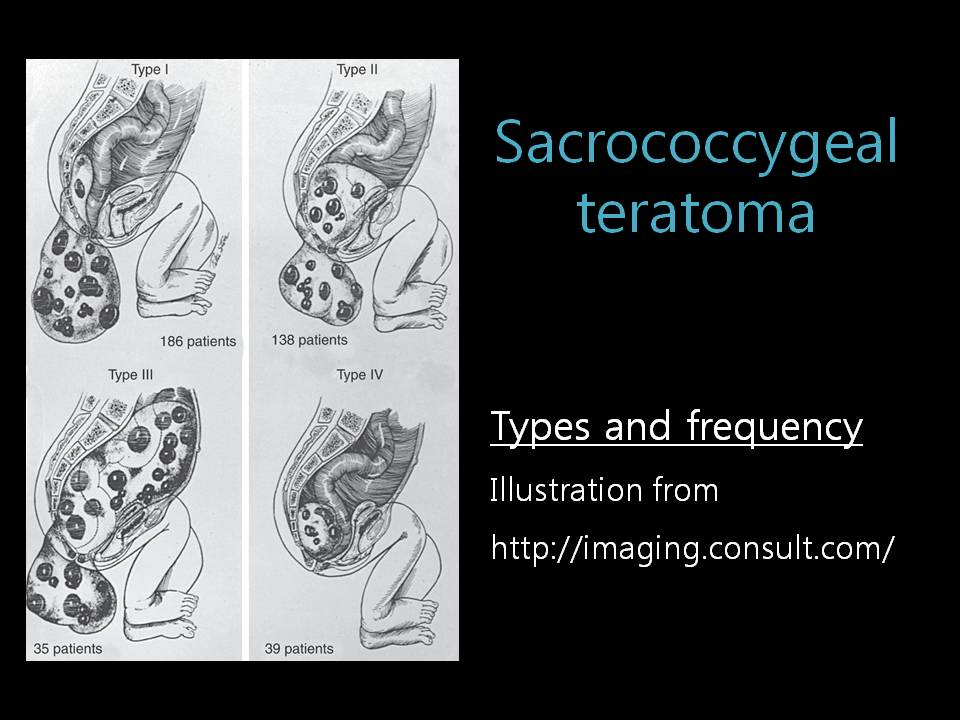 Type I
Type II
186 patients
138 patients
Type III
Type IV
35 patients
39 patients
Sacrococcygeal
teratoma
Types and frequency
Illustration from
http://imaging.consult.com/